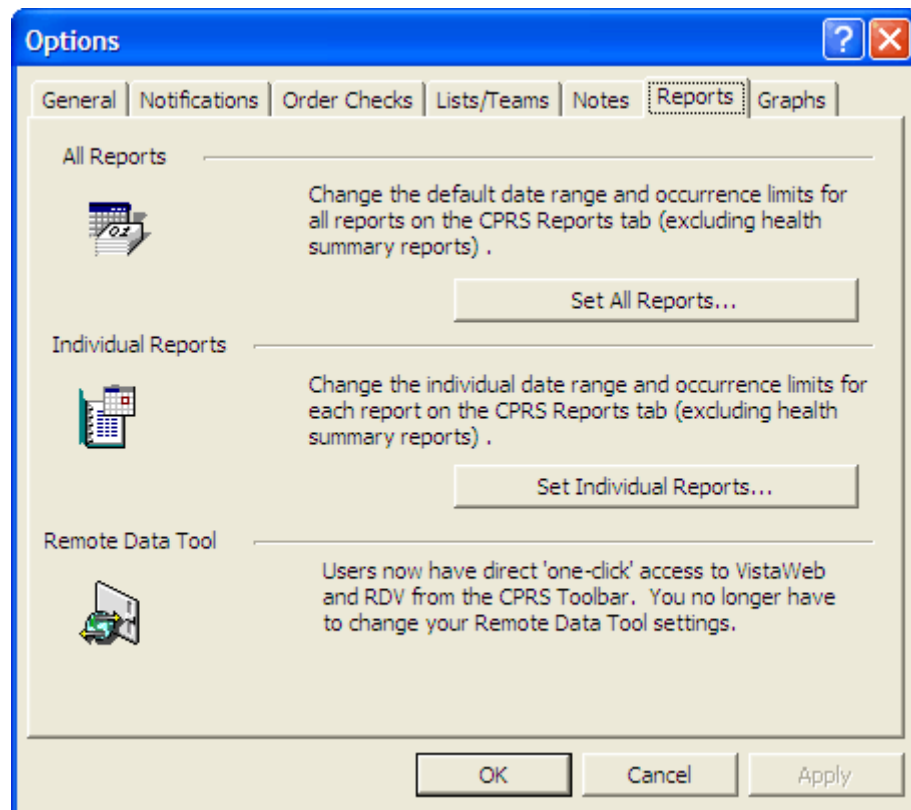 Options
General Notifications Order Checks Lists/Teams Notes Reports Graphs
All Reports
Change the default date range and occurrence limits for
all reports on the CPRS Reports tab (excluding health
summary reports) .
Set All Reports...
Individual Reports
Change the individual date range and occurrence limits for
each report on the CPRS Reports tab (excluding health
summary reports) .
Set Individual Reports...
Remote Data Tool
Users now have direct 'one-click' access to VistaWeb
and RDV from the CPRS Toolbar.  You no longer have
to change your Remote Data Tool settings.
OK Cancel Apply